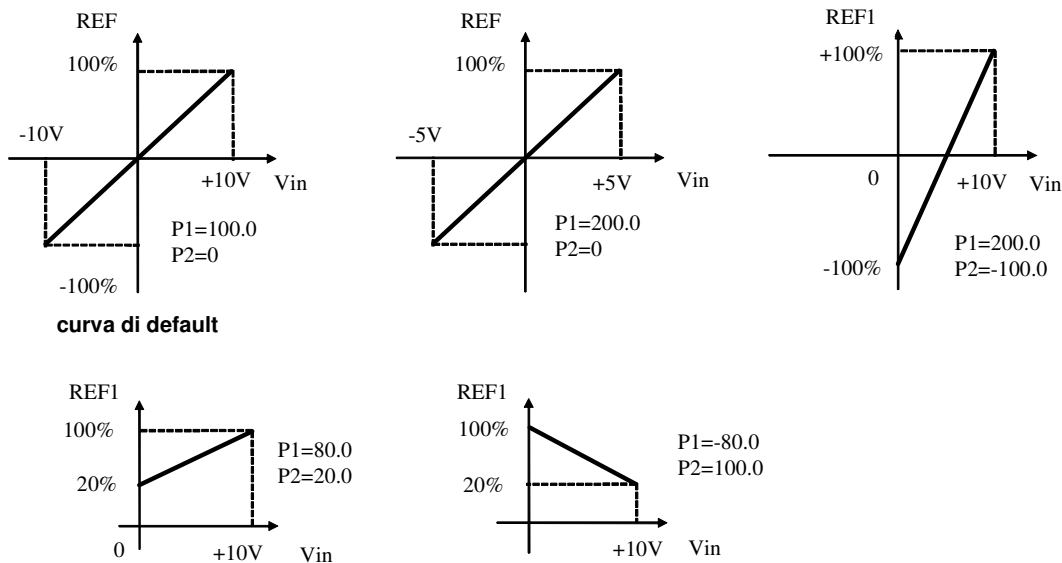 REF
100%
-10V
+10V
Vin
P1=100.0
P2=0
-100%
curva di default
REF
100%
-5V
+5V
Vin
P1=200.0
P2=0
REF1
+100%
0
+10V
Vin
-100%
P1=200.0
P2=-100.0
REF1
100%
20%
0
+10V
Vin
P1=80.0
P2=20.0
REF1
100%
20%
+10V
Vin
P1=-80.0
P2=100.0